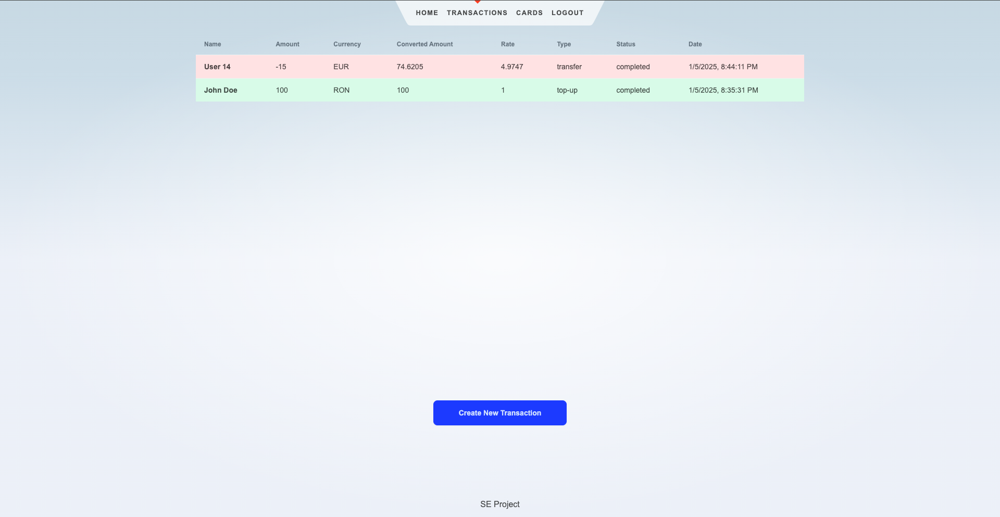 HOME TRANSACTIONS CARDS LOGOUT
Name Amount Currency Converted Amount Rate Type Status Date
User 14 -15 EUR 74.6205 4.9747 transfer completed 1/5/2025, 8:44:11 PM
John Doe 100 RON 100 1 top-up completed 1/5/2025, 8:35:31 PM
Create New Transaction
SE Project